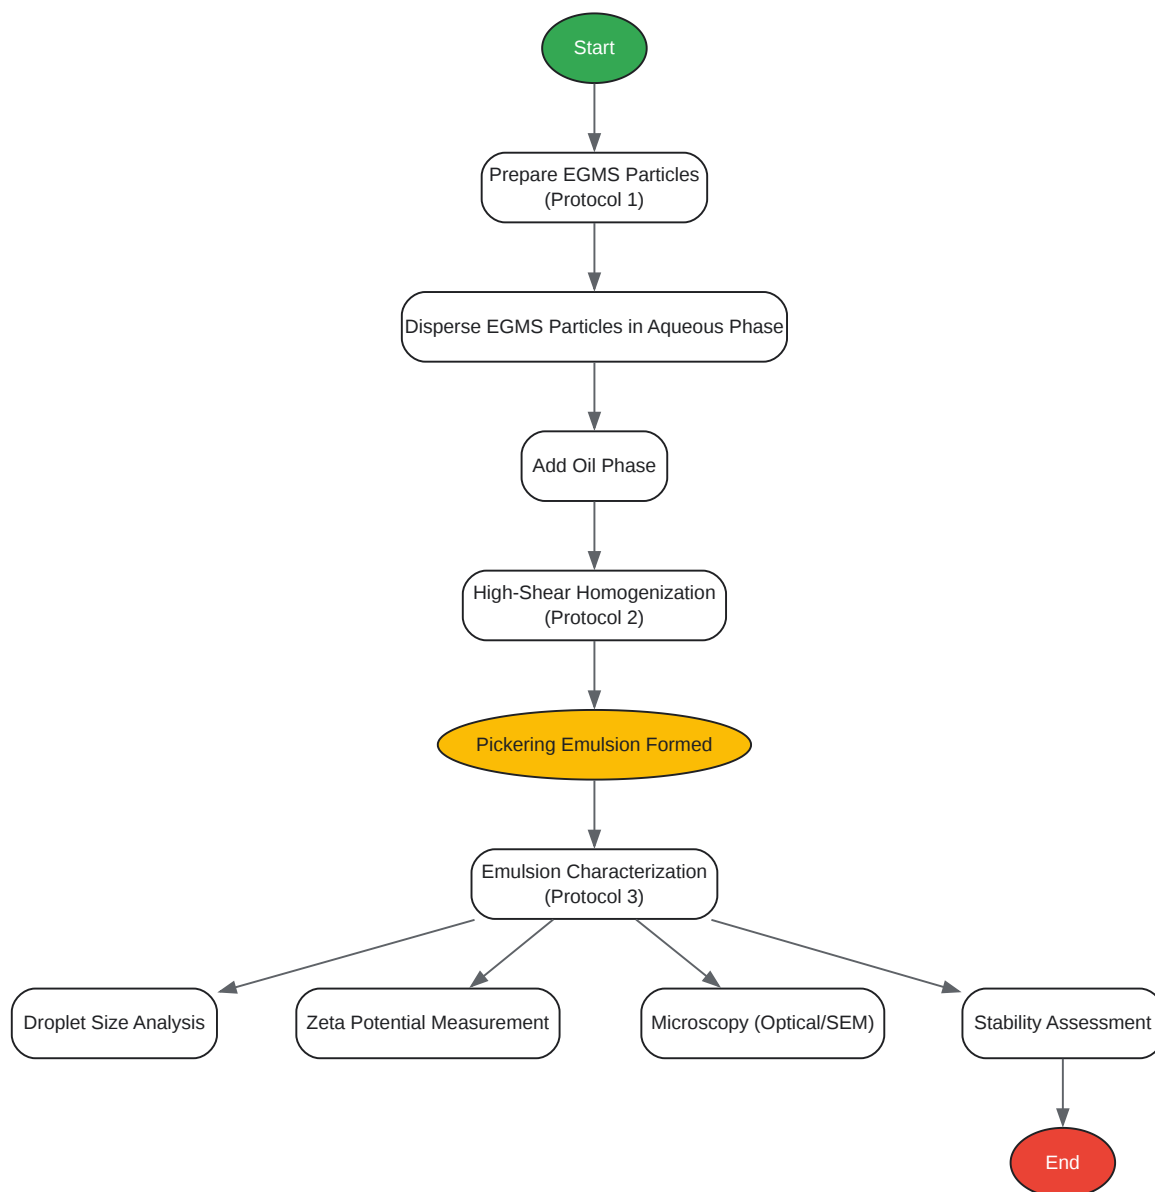 Start
Prepare EGMS Particles
(Protocol 1)
Disperse EGMS Particles in Aqueous Phase
Add Oil Phase
High-Shear Homogenization
(Protocol 2)
Pickering Emulsion Formed
Emulsion Characterization
(Protocol 3)
Droplet Size Analysis
Zeta Potential Measurement
Microscopy (Optical/SEM)
Stability Assessment
End